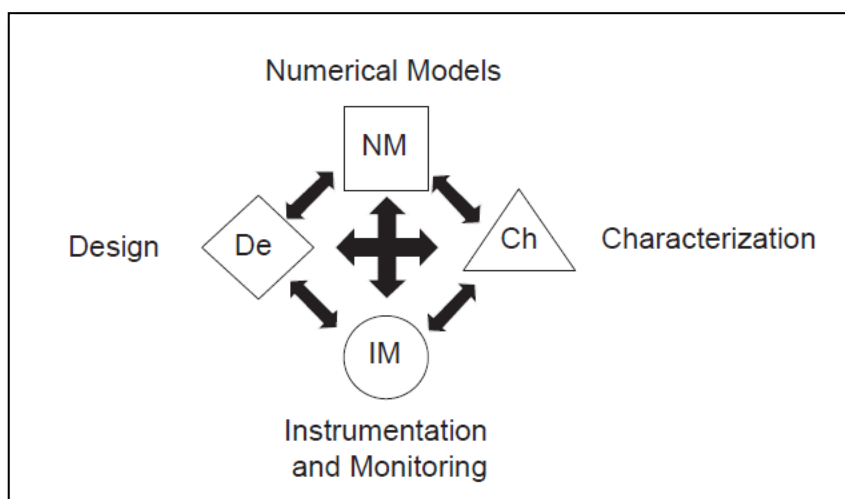 Numerical Models
NM
Design
De
Ch
Characterization
IM
Instrumentation
and Monitoring